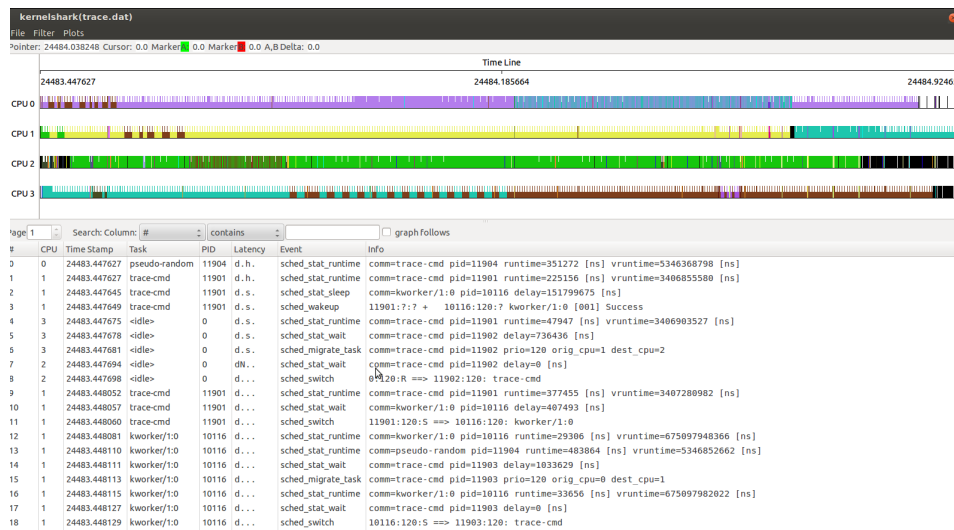 kernelshark(trace.dat)
File Filter Plots
Pointer: 24484.038248 Cursor: 0.0 Marker A 0.0 Marker B 0.0 A,B Delta: 0.0
Time Line
24483.447627 24484.185664 24484.9246
CPU 0
CPU 1
CPU 2
CPU 3
Page 1 Search: Column: # contains graph follows
# CPU Time Stamp Task PID Latency Event Info
0 0 24483.447627 pseudo-random 11904 d.h. sched_stat_runtime comm=trace-cmd pid=11904 runtime=351272 [ns] vruntime=5346368798 [ns]
1 1 24483.447627 trace-cmd 11901 d.h. sched_stat_runtime comm=trace-cmd pid=11901 runtime=225156 [ns] vruntime=3406855580 [ns]
2 1 24483.447645 trace-cmd 11901 d.s. sched_stat_sleep comm=kworker/1:0 pid=10116 delay=151799675 [ns]
3 1 24483.447649 trace-cmd 11901 d.s. sched_wakeup 11901:?:? + 10116:120:? kworker/1:0 [001] Success
4 3 24483.447675 <idle> 0 d.s. sched_stat_runtime comm=trace-cmd pid=11901 runtime=47947 [ns] vruntime=3406903527 [ns]
5 3 24483.447678 <idle> 0 d.s. sched_stat_wait comm=trace-cmd pid=11902 delay=736436 [ns]
6 3 24483.447681 <idle> 0 d.s. sched_migrate_task comm=trace-cmd pid=11902 prio=120 orig_cpu=1 dest_cpu=2
7 2 24483.447694 <idle> 0 dN.. sched_stat_wait comm=trace-cmd pid=11902 delay=0 [ns]
8 2 24483.447698 <idle> 0 d... sched_switch 0:120:R ==> 11902:120: trace-cmd
9 1 24483.448052 trace-cmd 11901 d... sched_stat_runtime comm=trace-cmd pid=11901 runtime=377455 [ns] vruntime=3407280982 [ns]
10 1 24483.448057 trace-cmd 11901 d... sched_stat_wait comm=kworker/1:0 pid=10116 delay=407493 [ns]
11 1 24483.448060 trace-cmd 11901 d... sched_switch 11901:120:S ==> 10116:120: kworker/1:0
12 1 24483.448081 kworker/1:0 10116 d... sched_stat_runtime comm=kworker/1:0 pid=10116 runtime=29306 [ns] vruntime=675097948366 [ns]
13 1 24483.448110 kworker/1:0 10116 d... sched_stat_runtime comm=pseudo-random pid=11904 runtime=483864 [ns] vruntime=5346852662 [ns]
14 1 24483.448111 kworker/1:0 10116 d... sched_stat_wait comm=trace-cmd pid=11903 delay=1033629 [ns]
15 1 24483.448113 kworker/1:0 10116 d... sched_migrate_task comm=trace-cmd pid=11903 prio=120 orig_cpu=0 dest_cpu=1
16 1 24483.448115 kworker/1:0 10116 d... sched_stat_runtime comm=kworker/1:0 pid=10116 runtime=33656 [ns] vruntime=675097982022 [ns]
17 1 24483.448127 kworker/1:0 10116 d... sched_stat_wait comm=trace-cmd pid=11903 delay=0 [ns]
18 1 24483.448129 kworker/1:0 10116 d... sched_switch 10116:120:S ==> 11903:120: trace-cmd